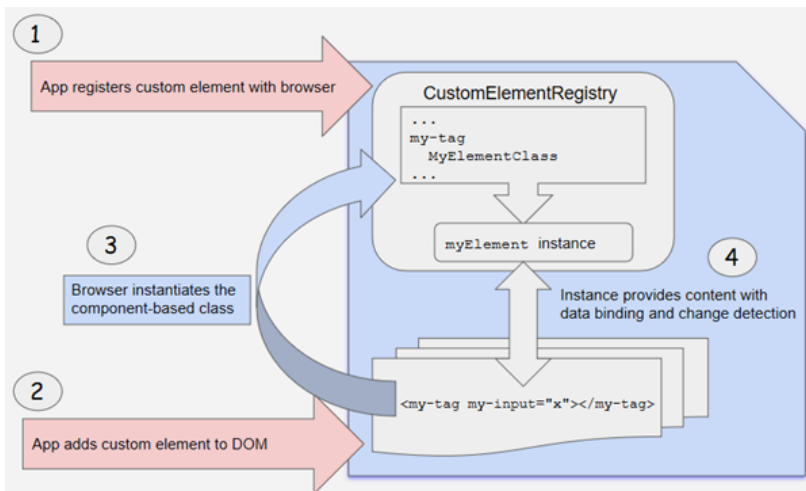 1
App registers custom element with browser
CustomElementRegistry
...
my-tag
MyElementClass
...
myElement instance
3
Browser instantiates the
component-based class
4
Instance provides content with
data binding and change detection
2
<my-tag my-input="x"></my-tag>
App adds custom element to DOM